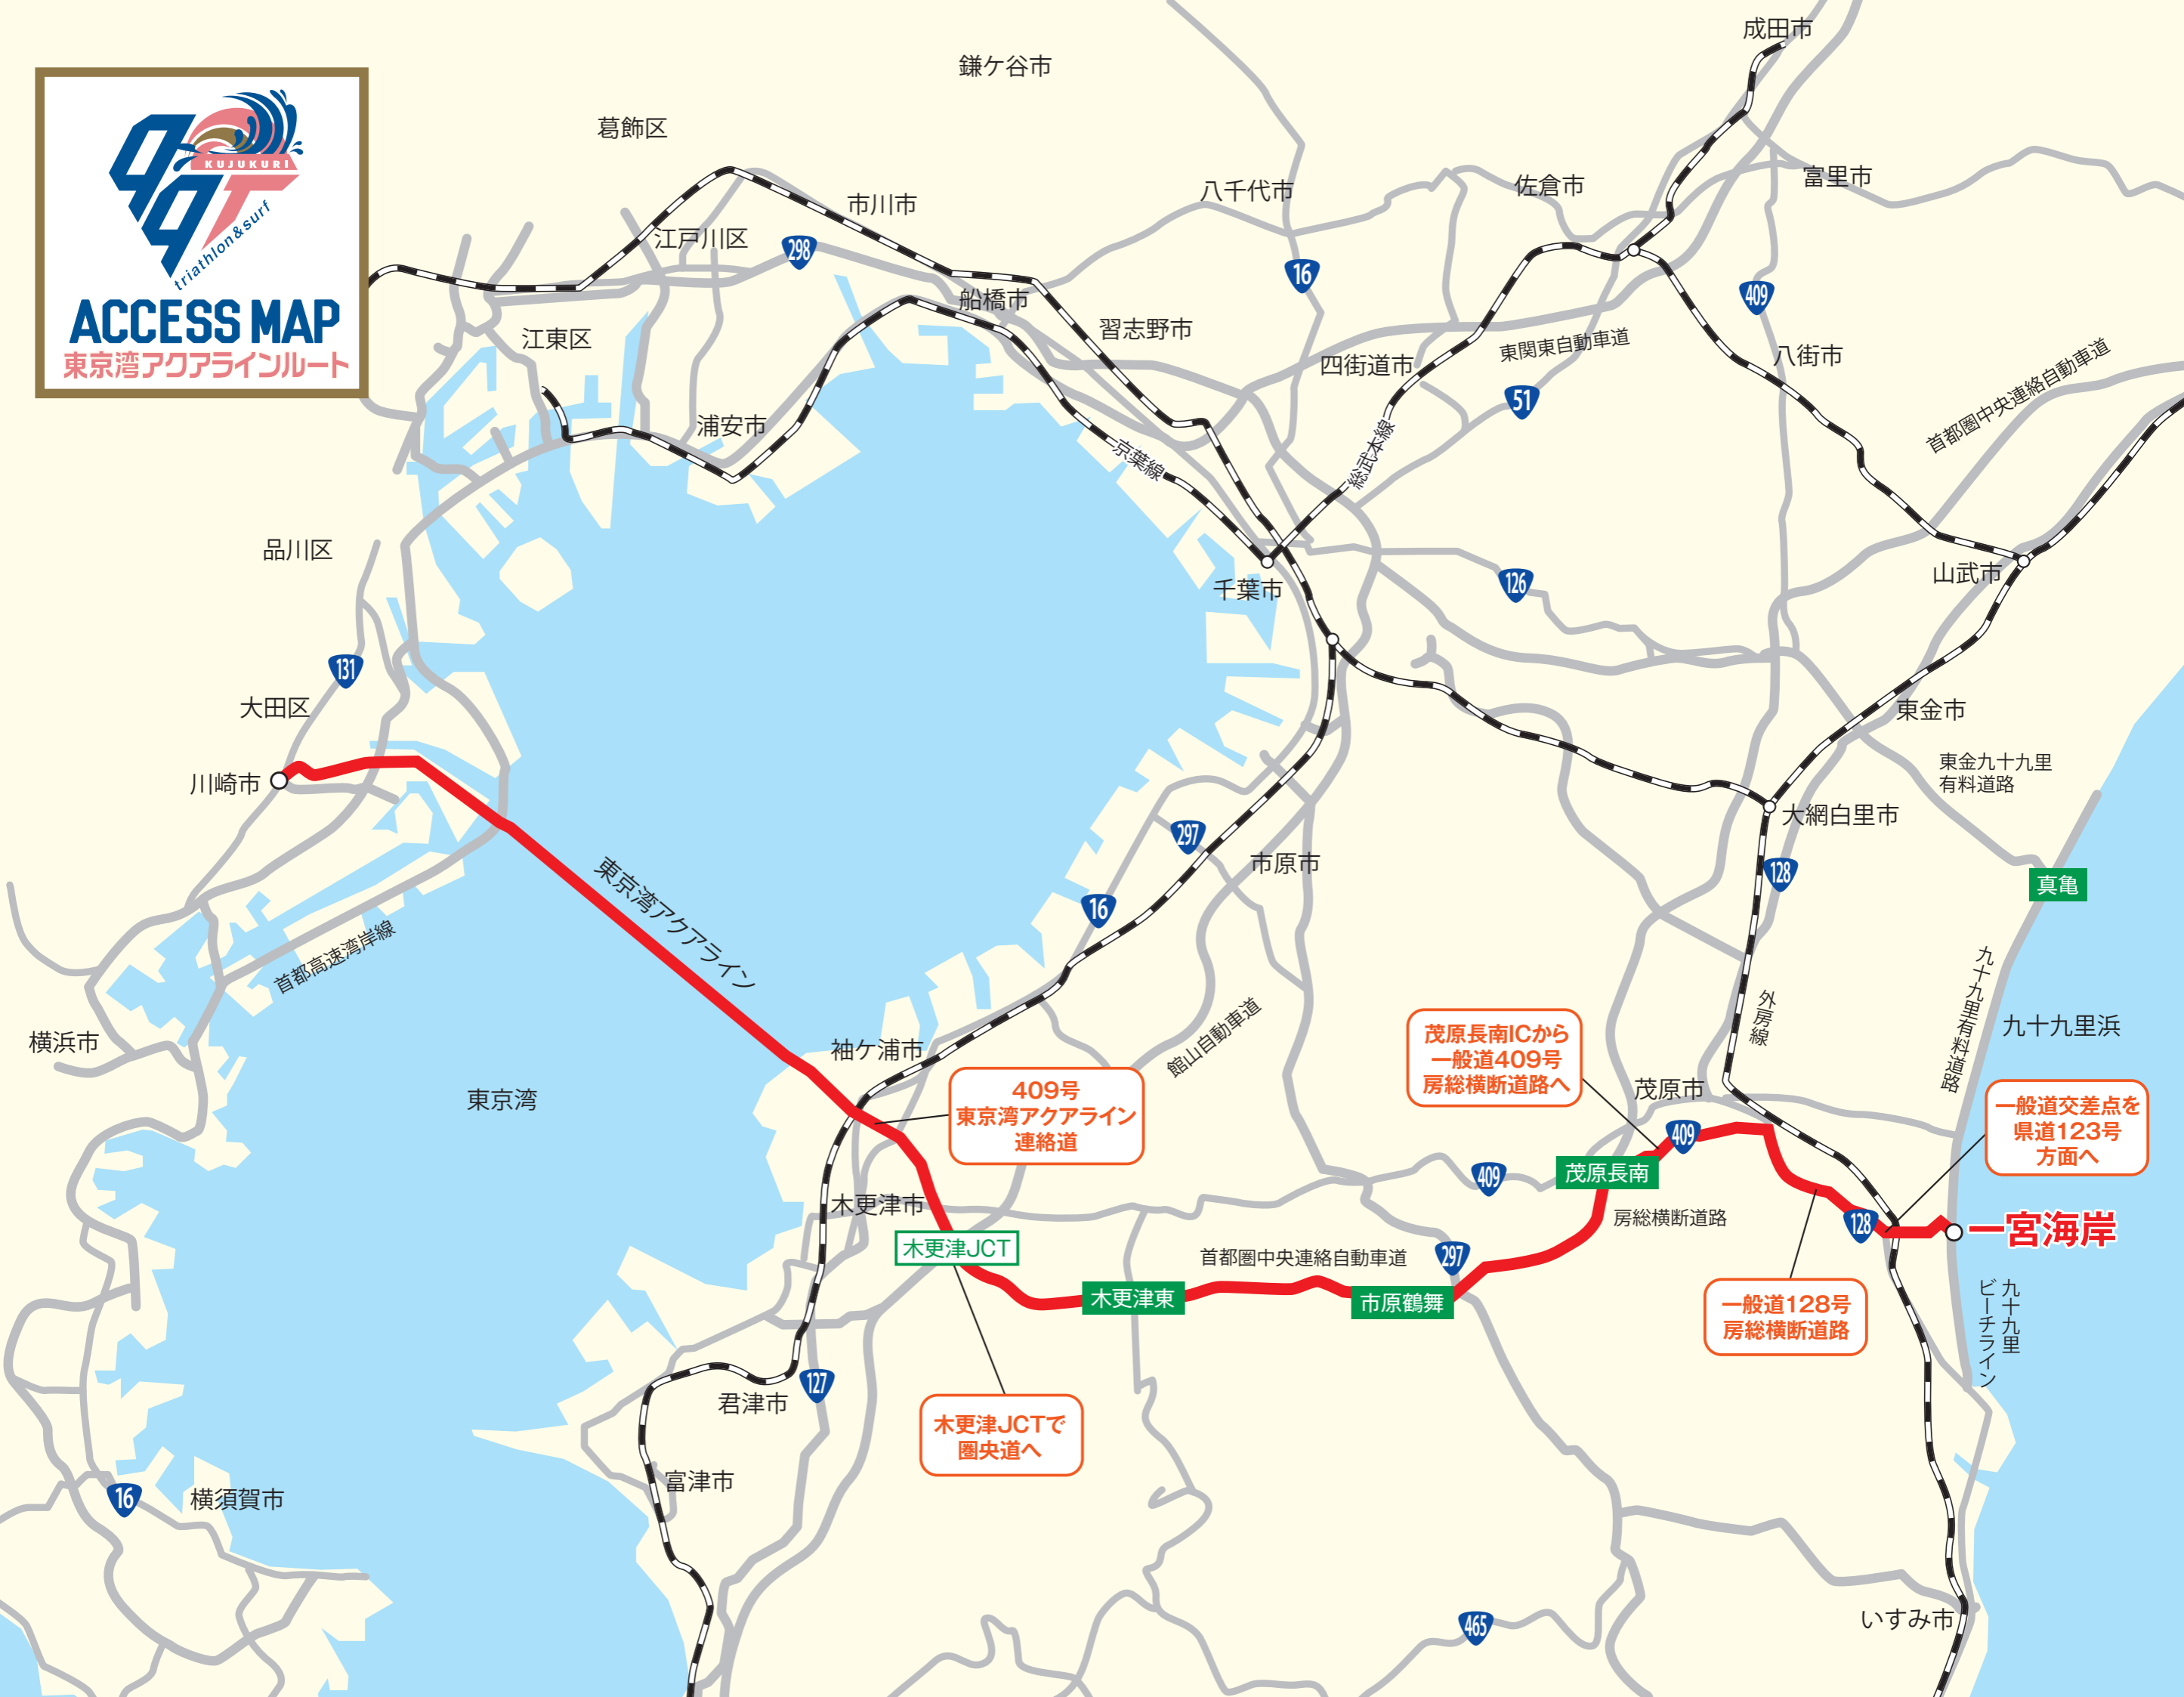 99T
KUJUKURI
triathlon&surf
ACCESS MAP
東京湾アクアラインルート
成田市
鎌ケ谷市
葛飾区
富里市
佐倉市
八千代市
市川市
江戸川区
298
16
409
船橋市
習志野市
江東区
東関東自動車道
四街道市
八街市
首都圏中央連絡自動車道
51
浦安市
京葉線
総武本線
品川区
126
山武市
千葉市
131
大田区
東金市
川崎市
東金九十九里
有料道路
大網白里市
297
128
市原市
真亀
東京湾アクアライン
16
首都高速湾岸線
九十九里有料道路
外房線
九十九里浜
館山自動車道
横浜市
袖ケ浦市
茂原長南ICから
一般道409号
房総横断道路へ
茂原市
東京湾
409号
東京湾アクアライン
連絡道
一般道交差点を
県道123号
方面へ
409
409
茂原長南
木更津市
房総横断道路
128
一宮海岸
木更津JCT
首都圏中央連絡自動車道
297
木更津東
市原鶴舞
一般道128号
房総横断道路
九十九里
ビーチライン
127
君津市
木更津JCTで
圏央道へ
富津市
16
横須賀市
465
いすみ市